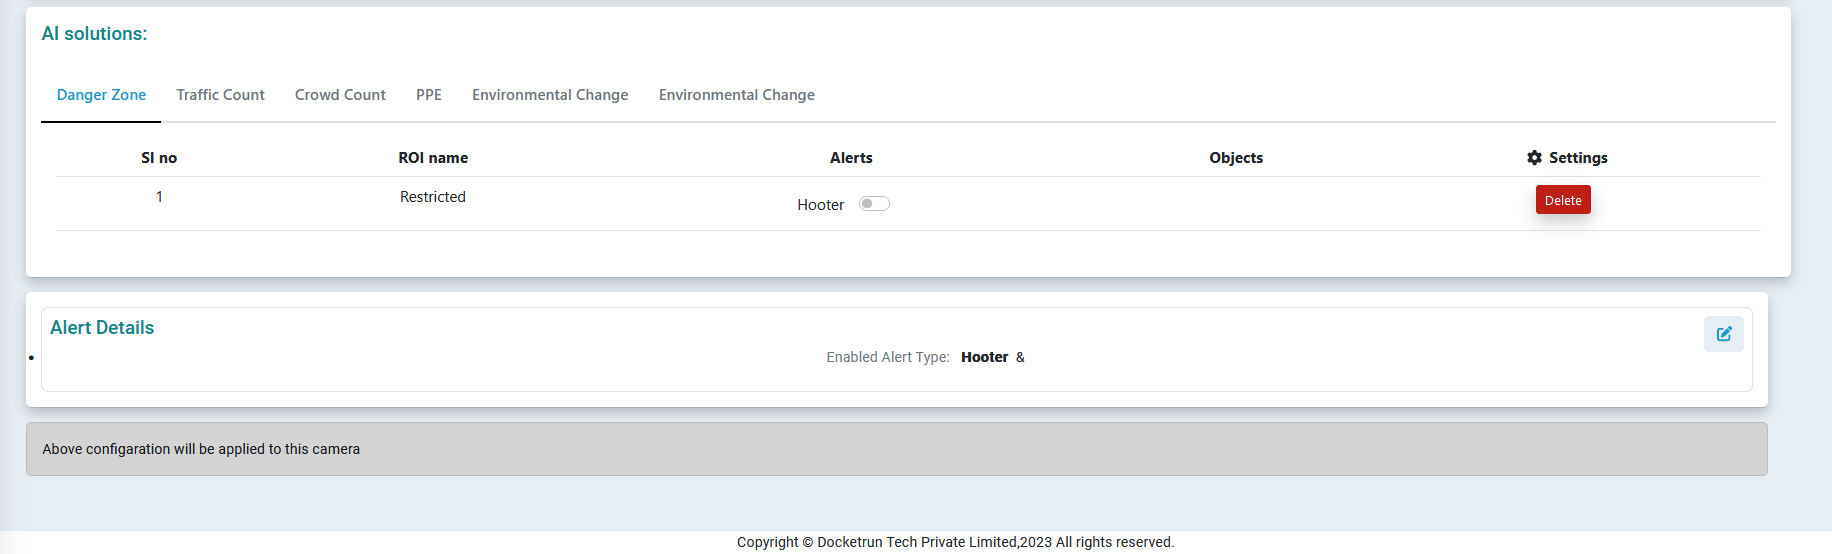 AI solutions:
Danger Zone Traffic Count Crowd Count PPE Environmental Change Environmental Change
SI no ROI name Alerts Objects Settings
1 Restricted Hooter Delete
Alert Details
Enabled Alert Type: Hooter &
Above configaration will be applied to this camera
Copyright © Docketrun Tech Private Limited,2023 All rights reserved.